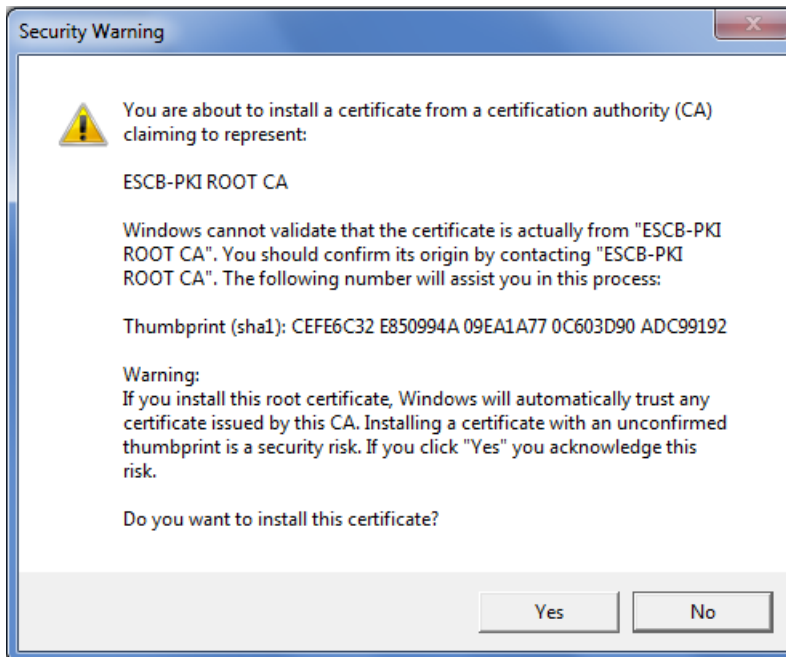 Security Warning
You are about to install a certificate from a certification authority (CA)
claiming to represent:
ESCB-PKI ROOT CA
Windows cannot validate that the certificate is actually from "ESCB-PKI
ROOT CA". You should confirm its origin by contacting "ESCB-PKI
ROOT CA". The following number will assist you in this process:
Thumbprint (sha1): CEFE6C32 E850994A 09EA1A77 0C603D90 ADC99192
Warning:
If you install this root certificate, Windows will automatically trust any
certificate issued by this CA. Installing a certificate with an unconfirmed
thumbprint is a security risk. If you click "Yes" you acknowledge this
risk.
Do you want to install this certificate?
Yes
No